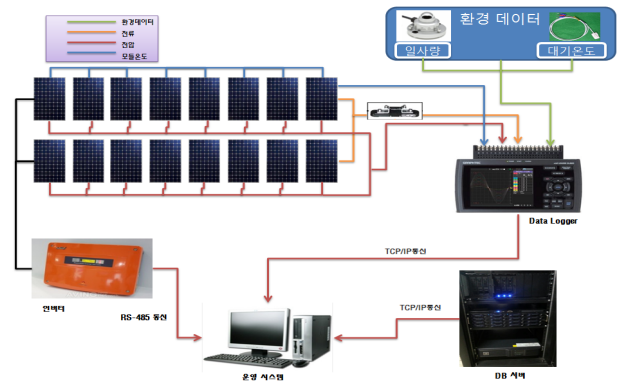 환경데이터
전류
전압
모듈온도
환경 데이터
일사량
대기온도
Data Logger
TCP/IP통신
인버터
RS-485 통신
TCP/IP통신
운영 시스템
DB 서버